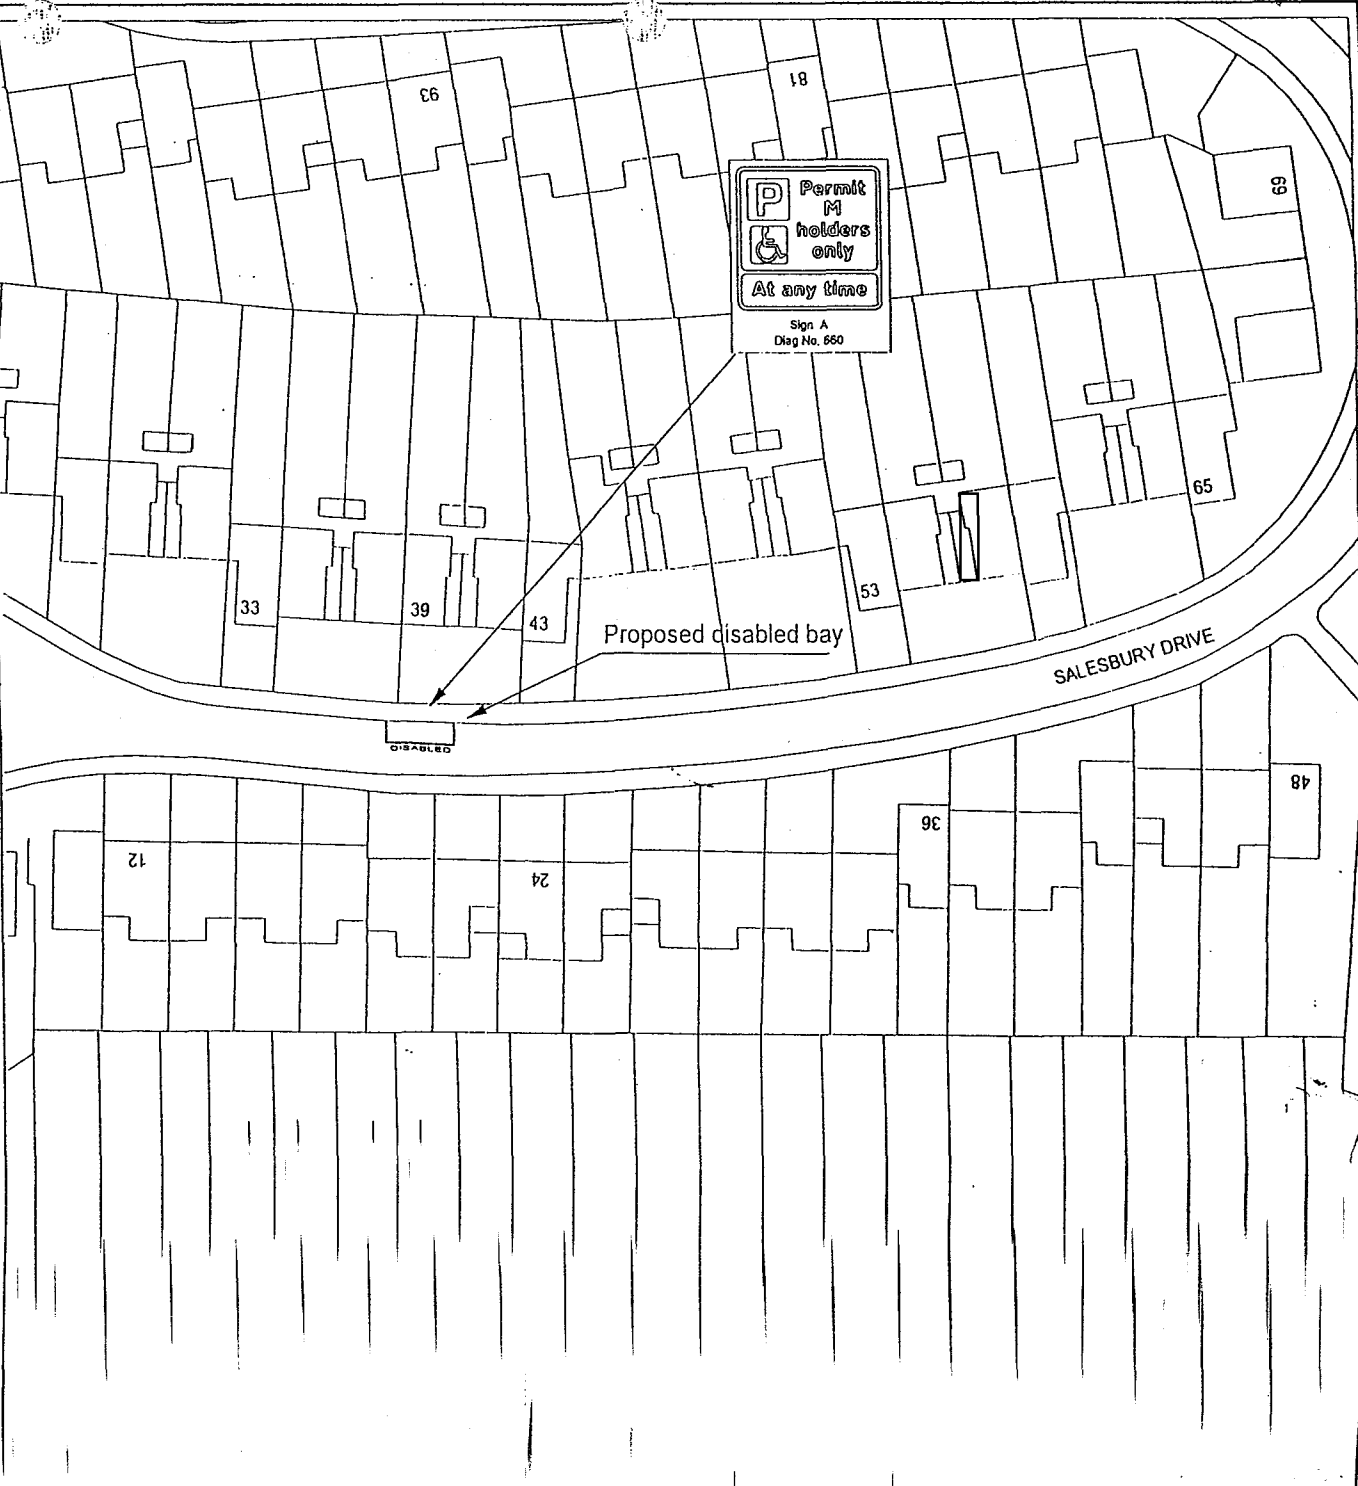 93
81
69
P Permit
M
holders
only
At any time
Sign A
Diag No. 660
65
53
33
39
43
Proposed disabled bay
SALESBURY DRIVE
DISABLED
48
36
12
24